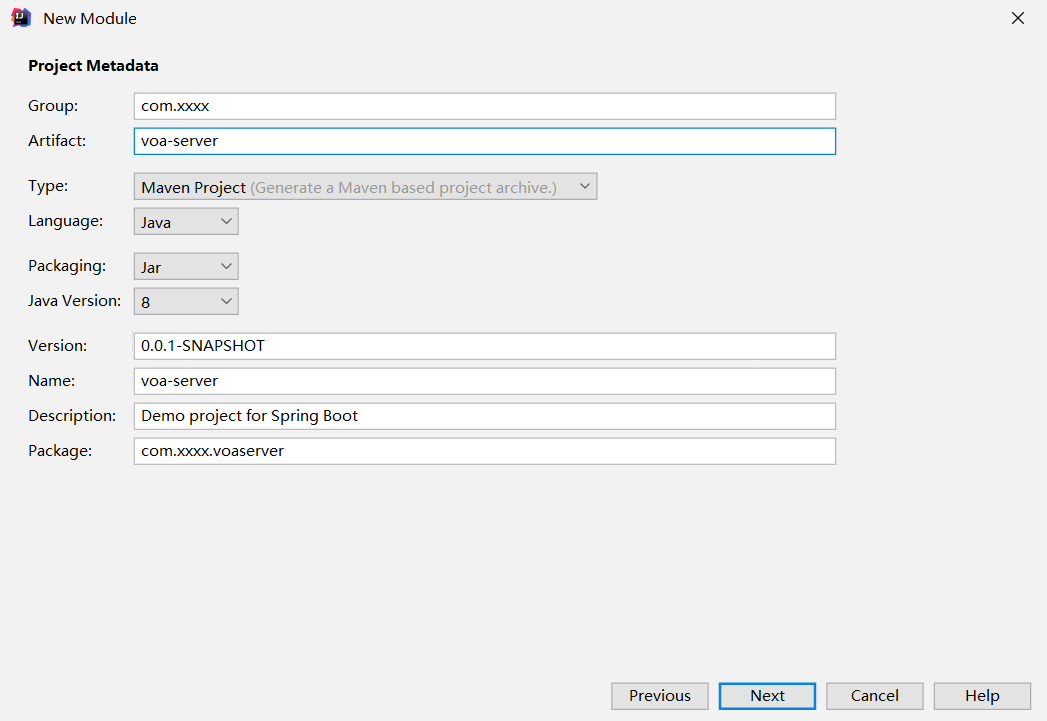 New Module
Project Metadata
Group: com.xxxx
Artifact: voa-server
Type: Maven Project (Generate a Maven based project archive.)
Language: Java
Packaging: Jar
Java Version: 8
Version: 0.0.1-SNAPSHOT
Name: voa-server
Description: Demo project for Spring Boot
Package: com.xxxx.voaserver
Previous Next Cancel Help